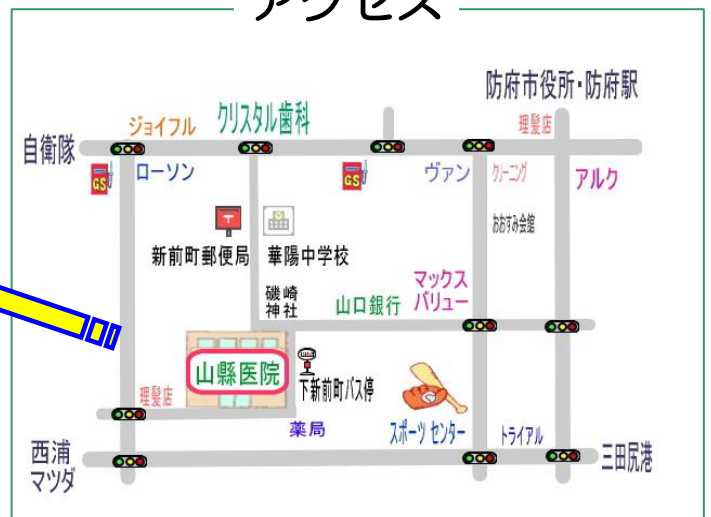 アクセス
防府市役所・防府駅
クリスタル歯科
ジョイフル
理髪店
自衛隊
GS
ローソン
GS
ヴァン
クリーニング
アルク
おおすみ会館
新前町郵便局
華陽中学校
マックス
バリュー
磯崎
神社
山口銀行
山縣医院
下新前町バス停
理髪店
薬局
スポーツ センター
トライアル
西浦
マツダ
三田尻港